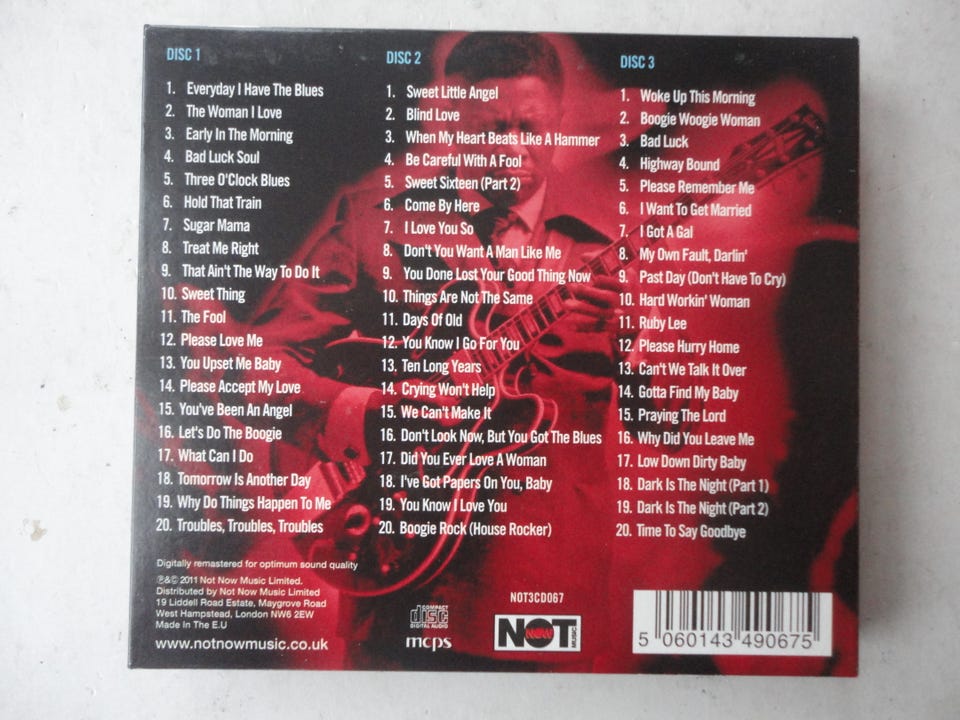 DISC 1
1. Everyday I Have The Blues
2. The Woman I Love
3. Early In The Morning
4. Bad Luck Soul
5. Three O'Clock Blues
6. Hold That Train
7. Sugar Mama
8. Treat Me Right
9. That Ain't The Way To Do It
10. Sweet Thing
11. The Fool
12. Please Love Me
13. You Upset Me Baby
14. Please Accept My Love
15. You've Been An Angel
16. Let's Do The Boogie
17. What Can I Do
18. Tomorrow Is Another Day
19. Why Do Things Happen To Me
20. Troubles, Troubles, Troubles
DISC 2
1. Sweet Little Angel
2. Blind Love
3. When My Heart Beats Like A Hammer
4. Be Careful With A Fool
5. Sweet Sixteen (Part 2)
6. Come By Here
7. I Love You So
8. Don't You Want A Man Like Me
9. You Done Lost Your Good Thing Now
10. Things Are Not The Same
11. Days Of Old
12. You Know I Go For You
13. Ten Long Years
14. Crying Won't Help
15. We Can't Make It
16. Don't Look Now, But You Got The Blues
17. Did You Ever Love A Woman
18. I've Got Papers On You, Baby
19. You Know I Love You
20. Boogie Rock (House Rocker)
DISC 3
1. Woke Up This Morning
2. Boogie Woogie Woman
3. Bad Luck
4. Highway Bound
5. Please Remember Me
6. I Want To Get Married
7. I Got A Gal
8. My Own Fault, Darlin'
9. Past Day (Don't Have To Cry)
10. Hard Workin' Woman
11. Ruby Lee
12. Please Hurry Home
13. Can't We Talk It Over
14. Gotta Find My Baby
15. Praying The Lord
16. Why Did You Leave Me
17. Low Down Dirty Baby
18. Dark Is The Night (Part 1)
19. Dark Is The Night (Part 2)
20. Time To Say Goodbye
Digitally remastered for optimum sound quality
℗&© 2011 Not Now Music Limited.
Distributed by Not Now Music Limited
19 Liddell Road Estate, Maygrove Road
West Hampstead, London NW6 2EW
Made In The E.U
www.notnowmusic.co.uk
COMPACT
disc
DIGITAL AUDIO
mcps
NOT3CD067
NOT NOW MUSIC
5 060143 490675